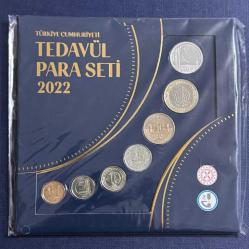 TÜRKİYE CUMHURİYETİ
TEDAVÜL
PARA SETİ
2022